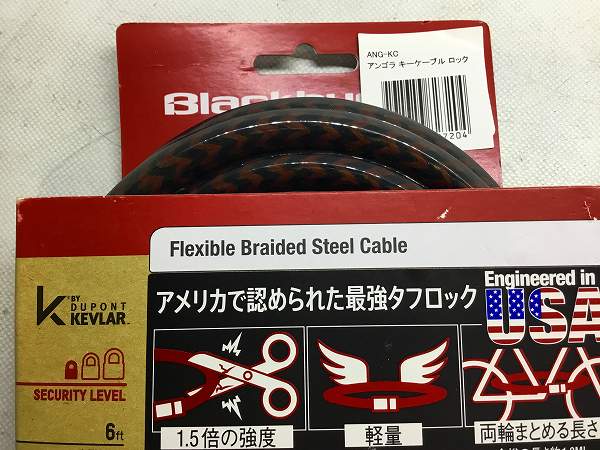 ANG-KC
アンゴラ キーケーブル ロック
7204
Flexible Braided Steel Cable
K BY
DUPONT
KEVLAR™
アメリカで認められた最強タフロック
Engineered in
USA
SECURITY LEVEL
6ft
1.5倍の強度
軽量
両輪まとめる長さ